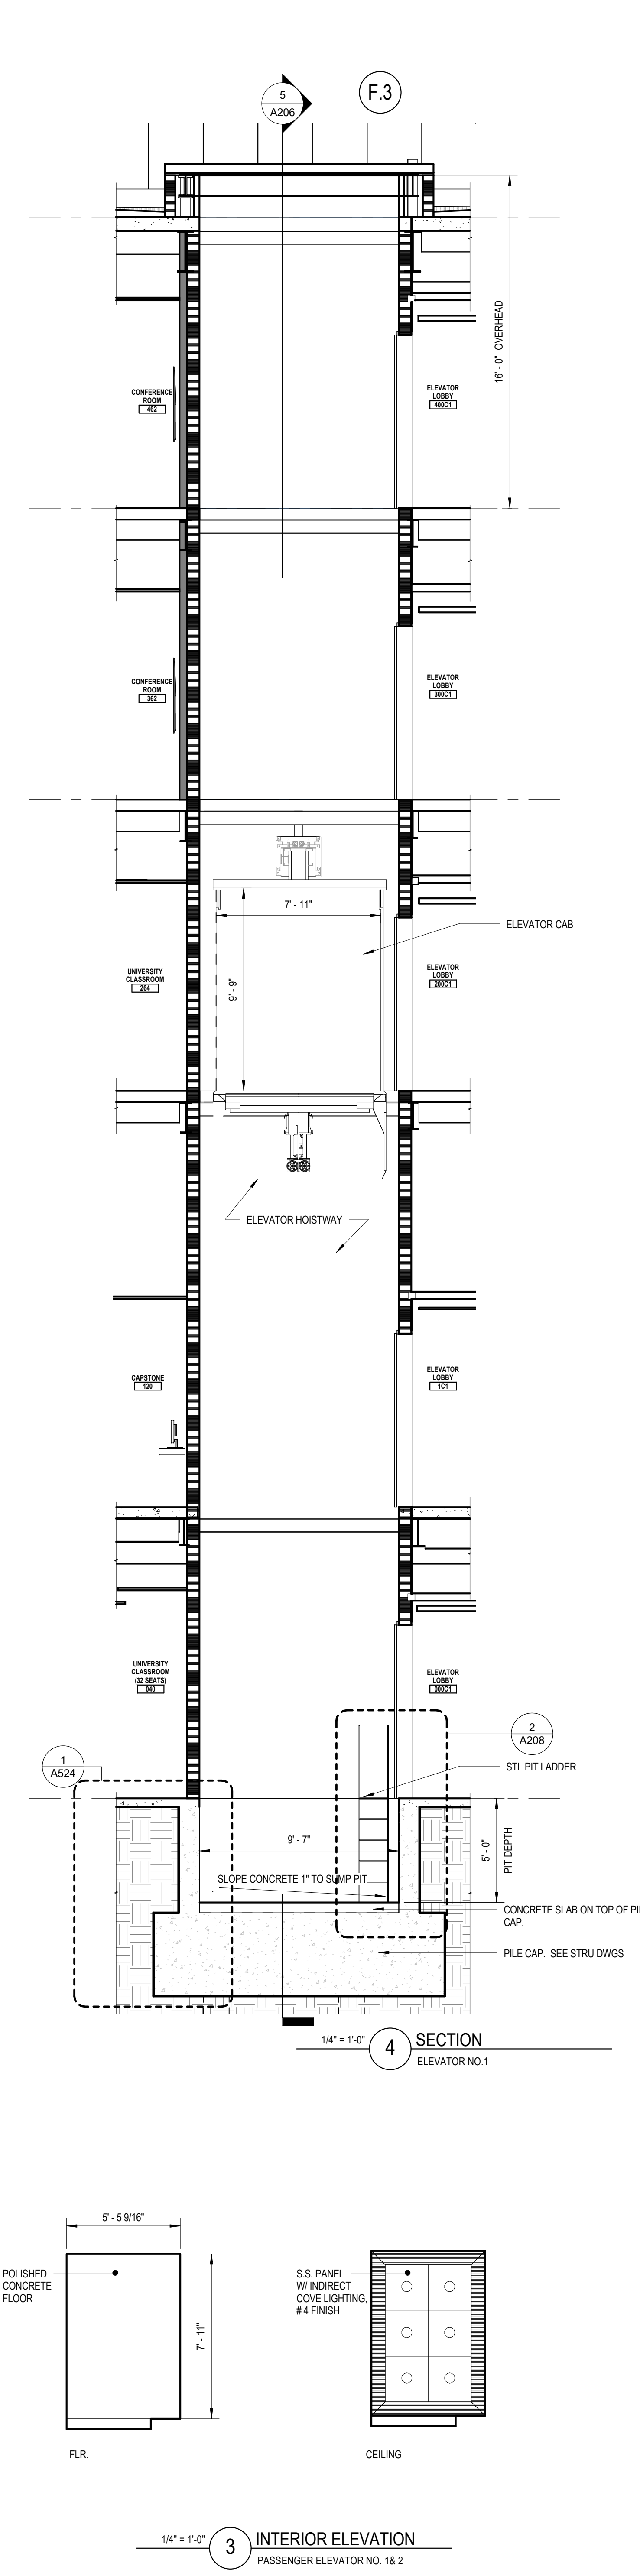 5
A206
F.3
16' - 0"  OVERHEAD
CONFERENCE
ROOM
462
ELEVATOR
LOBBY
400C1
CONFERENCE
ROOM
362
ELEVATOR
LOBBY
300C1
7' - 11"
ELEVATOR CAB
9' - 9"
UNIVERSITY
CLASSROOM
264
ELEVATOR
LOBBY
200C1
ELEVATOR HOISTWAY
CAPSTONE
120
ELEVATOR
LOBBY
1C1
UNIVERSITY
CLASSROOM
(32 SEATS)
040
ELEVATOR
LOBBY
000C1
2
A208
1
A524
STL PIT LADDER
9' - 7"
5' - 0"
PIT DEPTH
SLOPE CONCRETE 1" TO SUMP PIT
CONCRETE SLAB ON TOP OF PI
CAP.
PILE CAP.  SEE STRU DWGS
1/4" = 1'-0"
4
SECTION
ELEVATOR NO.1
5' - 5 9/16"
POLISHED
CONCRETE
FLOOR
7' - 11"
S.S. PANEL
W/ INDIRECT
COVE LIGHTING,
# 4 FINISH
FLR.
CEILING
1/4" = 1'-0"
3
INTERIOR ELEVATION
PASSENGER ELEVATOR NO. 1& 2